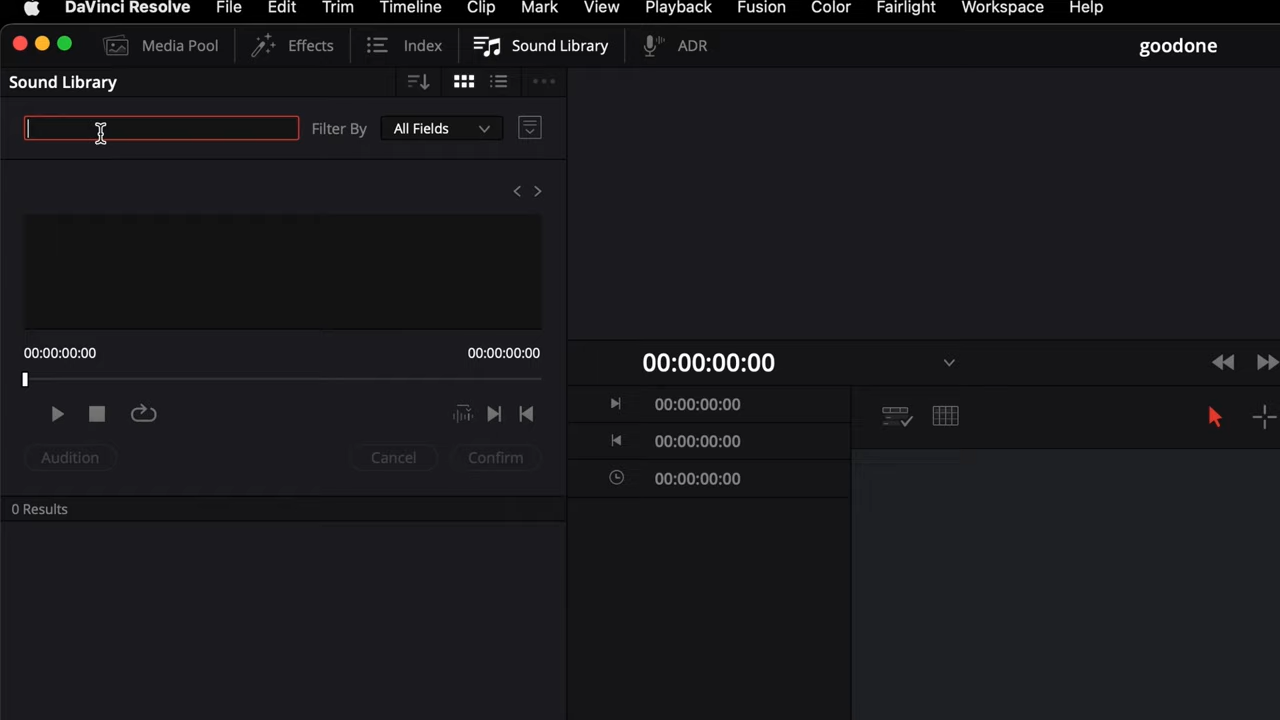 DaVinci Resolve File Edit Trim Timeline Clip Mark View Playback Fusion Color Fairlight Workspace Help
Media Pool Effects Index Sound Library ADR goodone
Sound Library
Filter By All Fields
00:00:00:00 00:00:00:00
00:00:00:00
00:00:00:00
00:00:00:00
00:00:00:00
Audition Cancel Confirm
0 Results